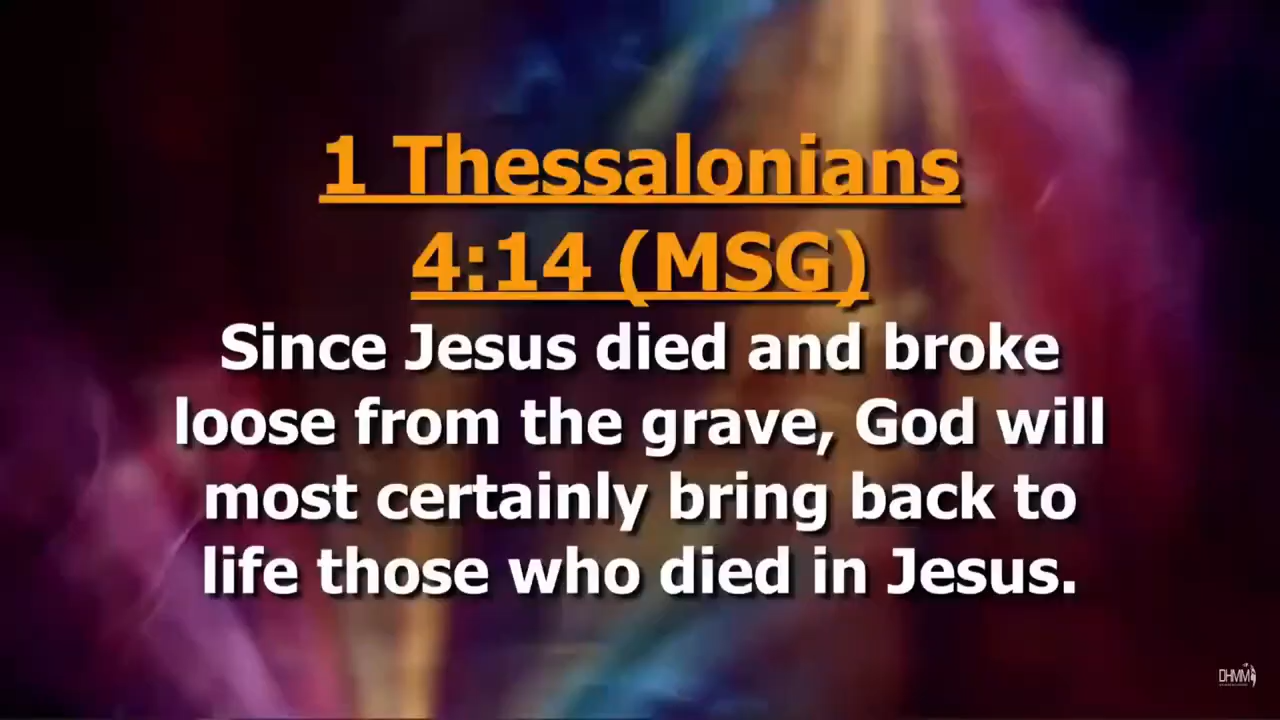 1 Thessalonians
4:14 (MSG)
Since Jesus died and broke
loose from the grave, God will
most certainly bring back to
life those who died in Jesus.
DHMM